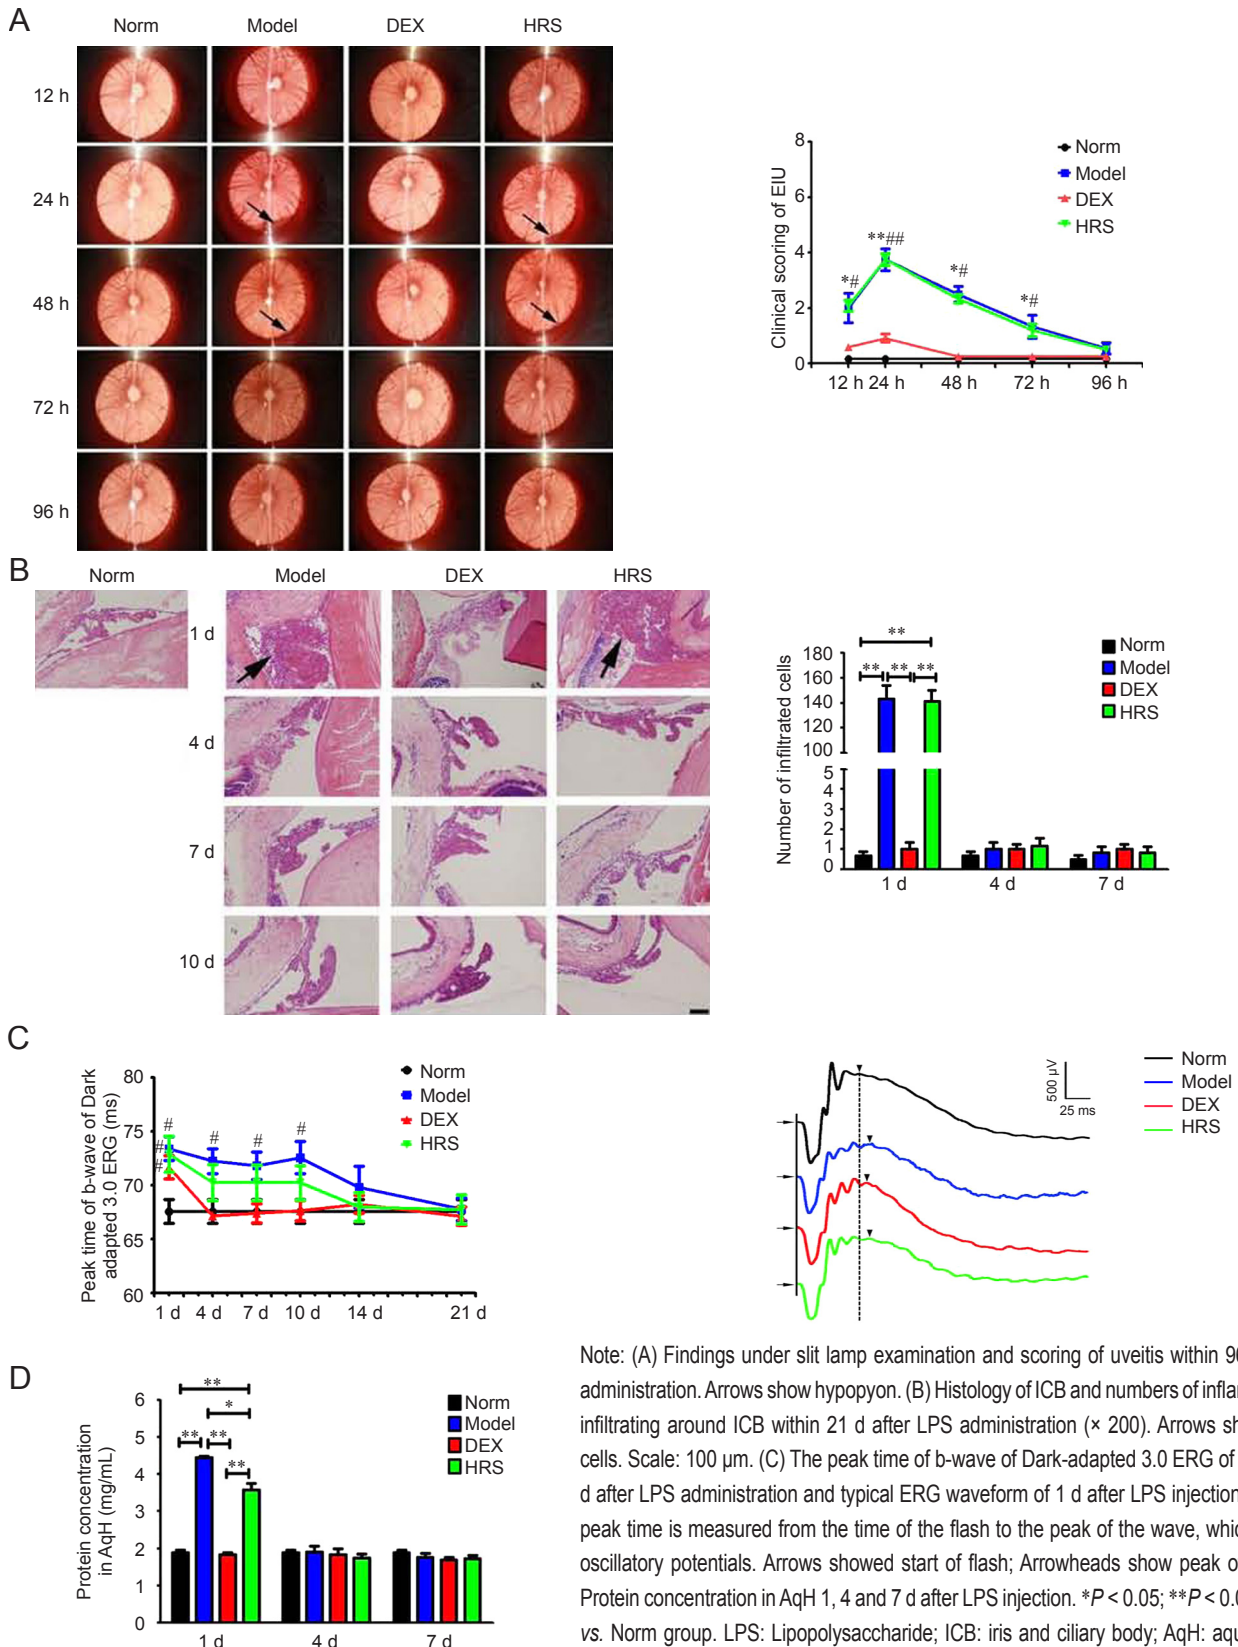 A
Norm Model DEX HRS
12 h
24 h
48 h
72 h
96 h
Clinical scoring of EIU
8
6
4
2
0
Norm
Model
DEX
HRS
*#
**##
*#
*#
12 h 24 h 48 h 72 h 96 h
B
Norm Model DEX HRS
1 d
4 d
7 d
10 d
Number of infiltrated cells
180
160
140
120
100
5
4
3
2
1
0
**
** ** **
Norm
Model
DEX
HRS
1 d 4 d 7 d
C
Peak time of b-wave of Dark
adapted 3.0 ERG (ms)
80
75
70
65
60
Norm
Model
DEX
HRS
# # # #
#
#
1 d 4 d 7 d 10 d 14 d 21 d
500 μV
25 ms
Norm
Model
DEX
HRS
D
Protein concentration
in AqH (mg/mL)
6
5
4
3
2
1
0
**
*
** **
**
Norm
Model
DEX
HRS
1 d 4 d 7 d
Note: (A) Findings under slit lamp examination and scoring of uveitis within 96
administration. Arrows show hypopyon. (B) Histology of ICB and numbers of inflar
infiltrating around ICB within 21 d after LPS administration (× 200). Arrows sh
cells. Scale: 100 μm. (C) The peak time of b-wave of Dark-adapted 3.0 ERG of
d after LPS administration and typical ERG waveform of 1 d after LPS injection
peak time is measured from the time of the flash to the peak of the wave, whic
oscillatory potentials. Arrows showed start of flash; Arrowheads show peak o
Protein concentration in AqH 1, 4 and 7 d after LPS injection. *P < 0.05; **P < 0.0
vs. Norm group. LPS: Lipopolysaccharide; ICB: iris and ciliary body; AqH: aqu